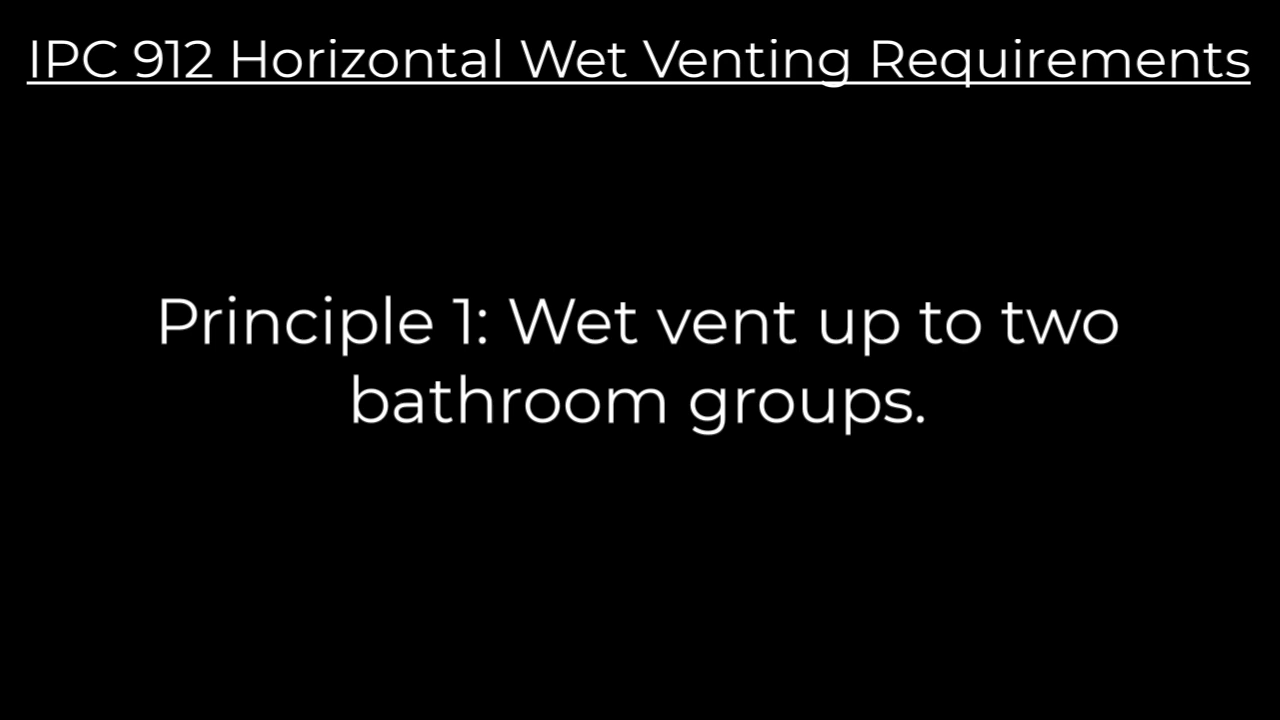 IPC 912 Horizontal Wet Venting Requirements
Principle 1: Wet vent up to two
bathroom groups.